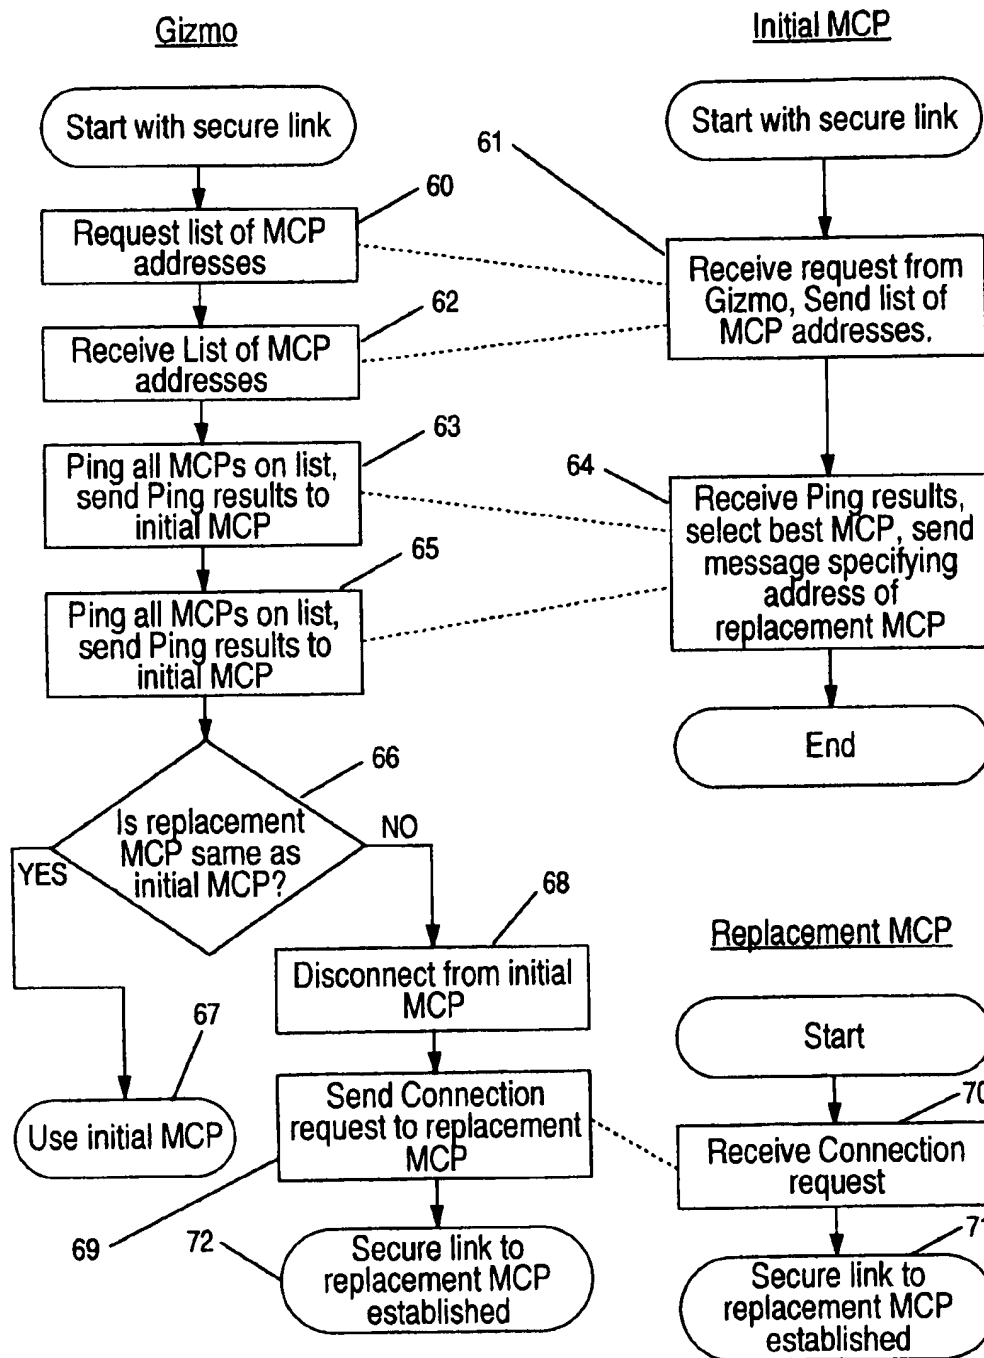 Gizmo
Start with secure link
60
Request list of MCP
addresses
62
Receive List of MCP
addresses
63
Ping all MCPs on list,
send Ping results to
initial MCP
65
Ping all MCPs on list,
send Ping results to
initial MCP
66
Is replacement
MCP same as
initial MCP?
YES
NO
67
Use initial MCP
68
Disconnect from initial
MCP
Send Connection
request to replacement
MCP
69
72
Secure link to
replacement MCP
established
Initial MCP
Start with secure link
61
Receive request from
Gizmo, Send list of
MCP addresses.
64
Receive Ping results,
select best MCP, send
message specifying
address of
replacement MCP
End
Replacement MCP
Start
70
Receive Connection
request
71
Secure link to
replacement MCP
established